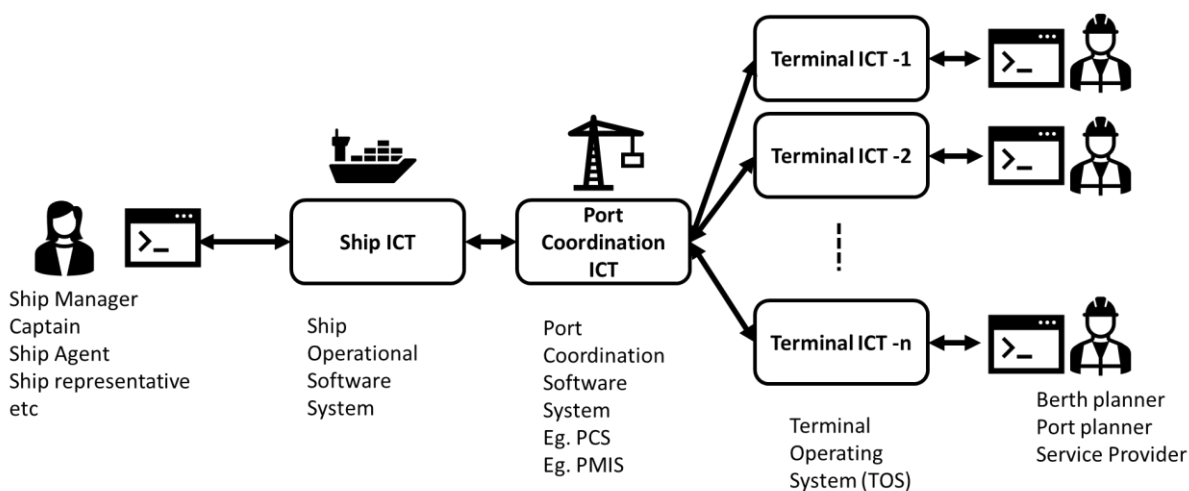 Terminal ICT -1
>_
Terminal ICT -2
>_
>_
Ship ICT
Port
Coordination
ICT
Terminal ICT -n
>_
Ship Manager
Captain
Ship Agent
Ship representative
etc
Ship
Operational
Software
System
Port
Coordination
Software
System
Eg. PCS
Eg. PMIS
Terminal
Operating
System (TOS)
Berth planner
Port planner
Service Provider